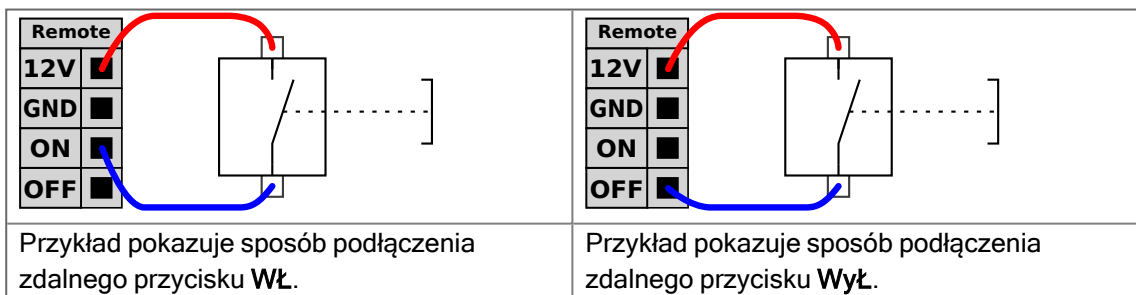 Remote
12V
GND
ON
OFF
Przykład pokazuje sposób podłączenia
zdalnego przycisku WŁ.
Remote
12V
GND
ON
OFF
Przykład pokazuje sposób podłączenia
zdalnego przycisku WyŁ.